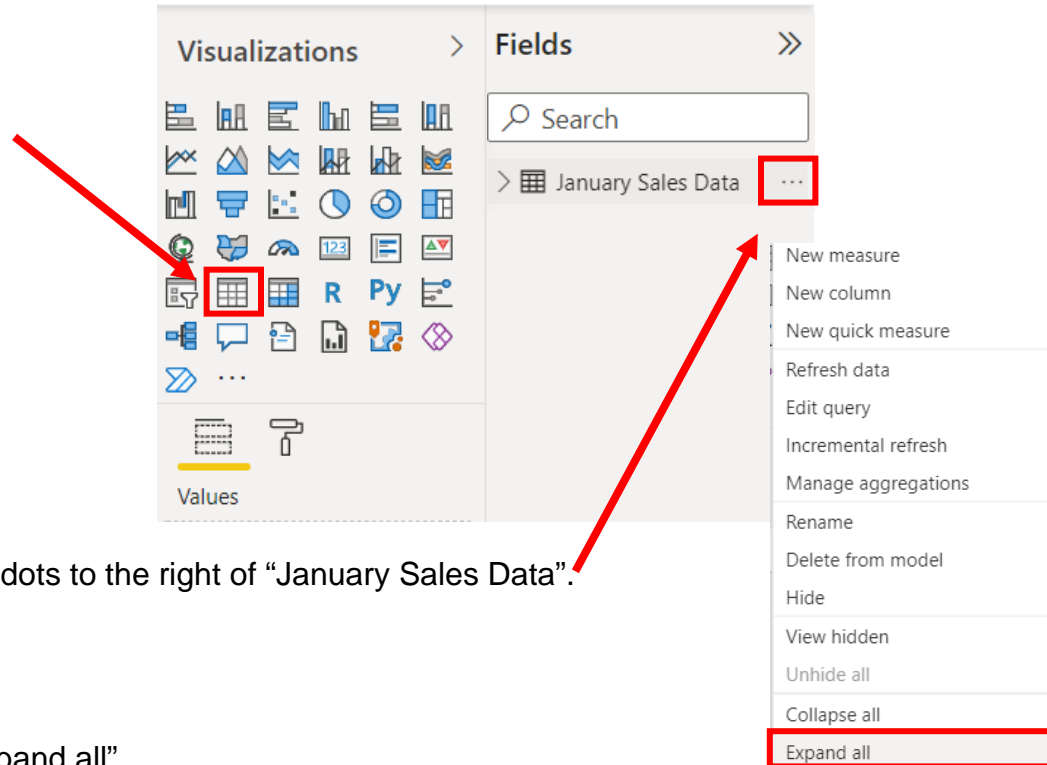 Visualizations
Fields
Search
January Sales Data
123
R Py
Values
New measure
New column
New quick measure
Refresh data
Edit query
Incremental refresh
Manage aggregations
Rename
Delete from model
Hide
View hidden
Unhide all
Collapse all
Expand all
dots to the right of “January Sales Data”.
pand all”